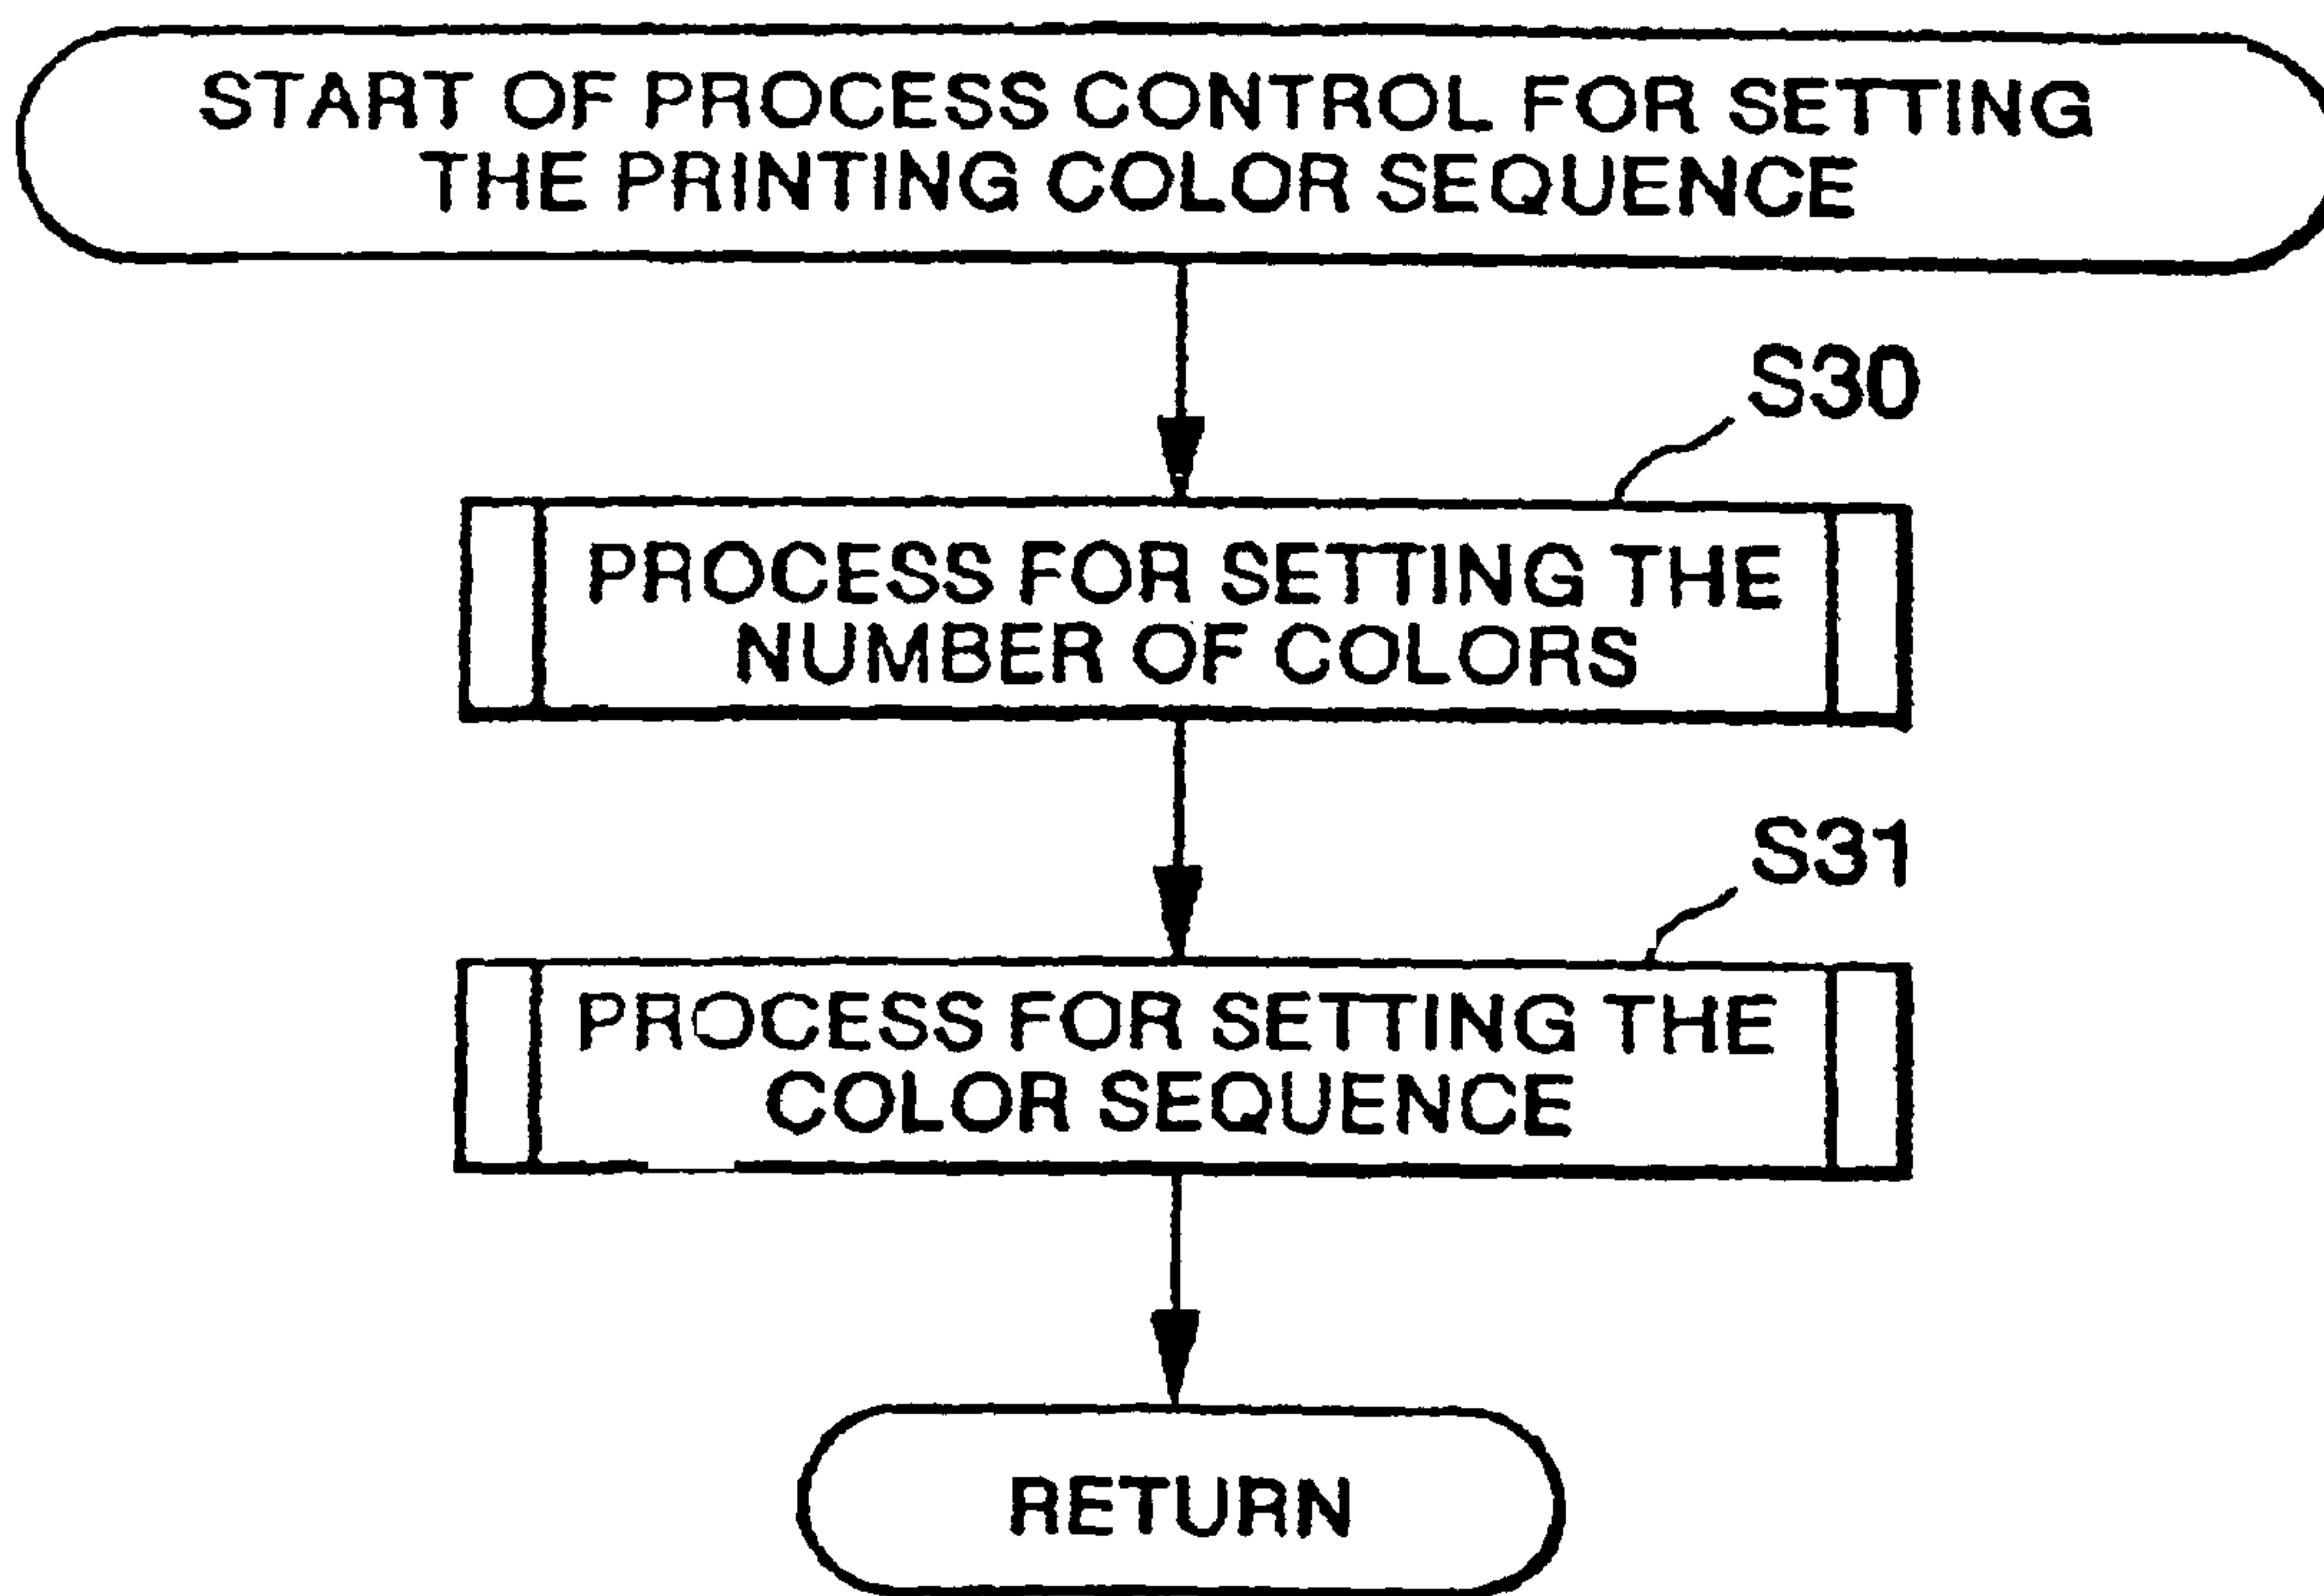 START OF PROCESS CONTROL FOR SETTING
THE PRINTING COLOR SEQUENCE
S30
PROCESS FOR SETTING THE
NUMBER OF COLORS
S31
PROCESS FOR SETTING THE
COLOR SEQUENCE
RETURN